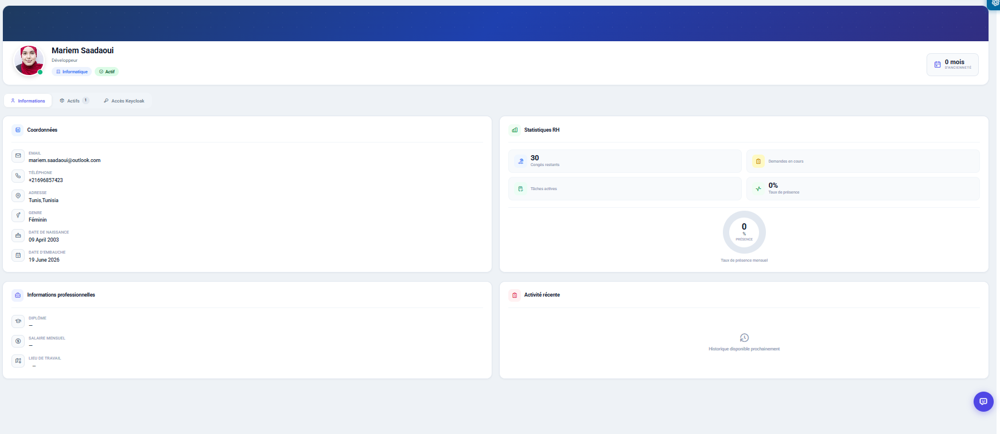 Mariem Saadaoui
Développeur
Informatique
Actif
0 mois
D'ANCIENNETÉ
Informations
Actifs 1
Accès Keycloak
Coordonnées
EMAIL
mariem.saadaoui@outlook.com
TÉLÉPHONE
+21696857423
ADRESSE
Tunis,Tunisia
GENRE
Féminin
DATE DE NAISSANCE
09 April 2003
DATE D'EMBAUCHE
19 June 2026
Statistiques RH
30
Congés restants
Demandes en cours
Tâches actives
0%
Taux de présence
0
%
PRÉSENCE
Taux de présence mensuel
Informations professionnelles
DIPLÔME
—
SALAIRE MENSUEL
—
LIEU DE TRAVAIL
—
Activité récente
Historique disponible prochainement